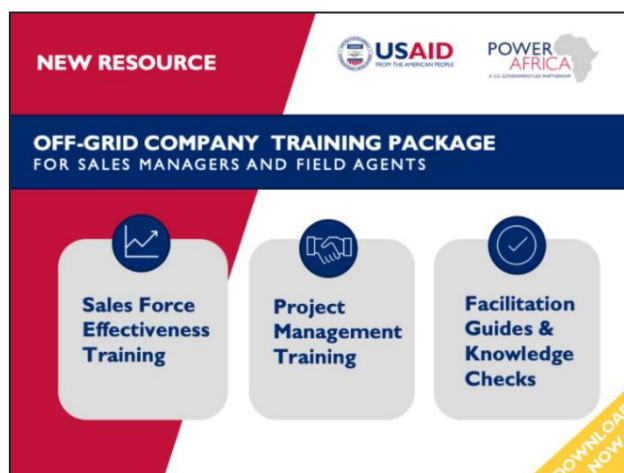 NEW RESOURCE
USAID
FROM THE AMERICAN PEOPLE
POWER
AFRICA
A U.S. GOVERNMENT-LED PARTNERSHIP
OFF-GRID COMPANY TRAINING PACKAGE
FOR SALES MANAGERS AND FIELD AGENTS
Sales Force
Effectiveness
Training
Project
Management
Training
Facilitation
Guides &
Knowledge
Checks
DOWNLOAD
NOW